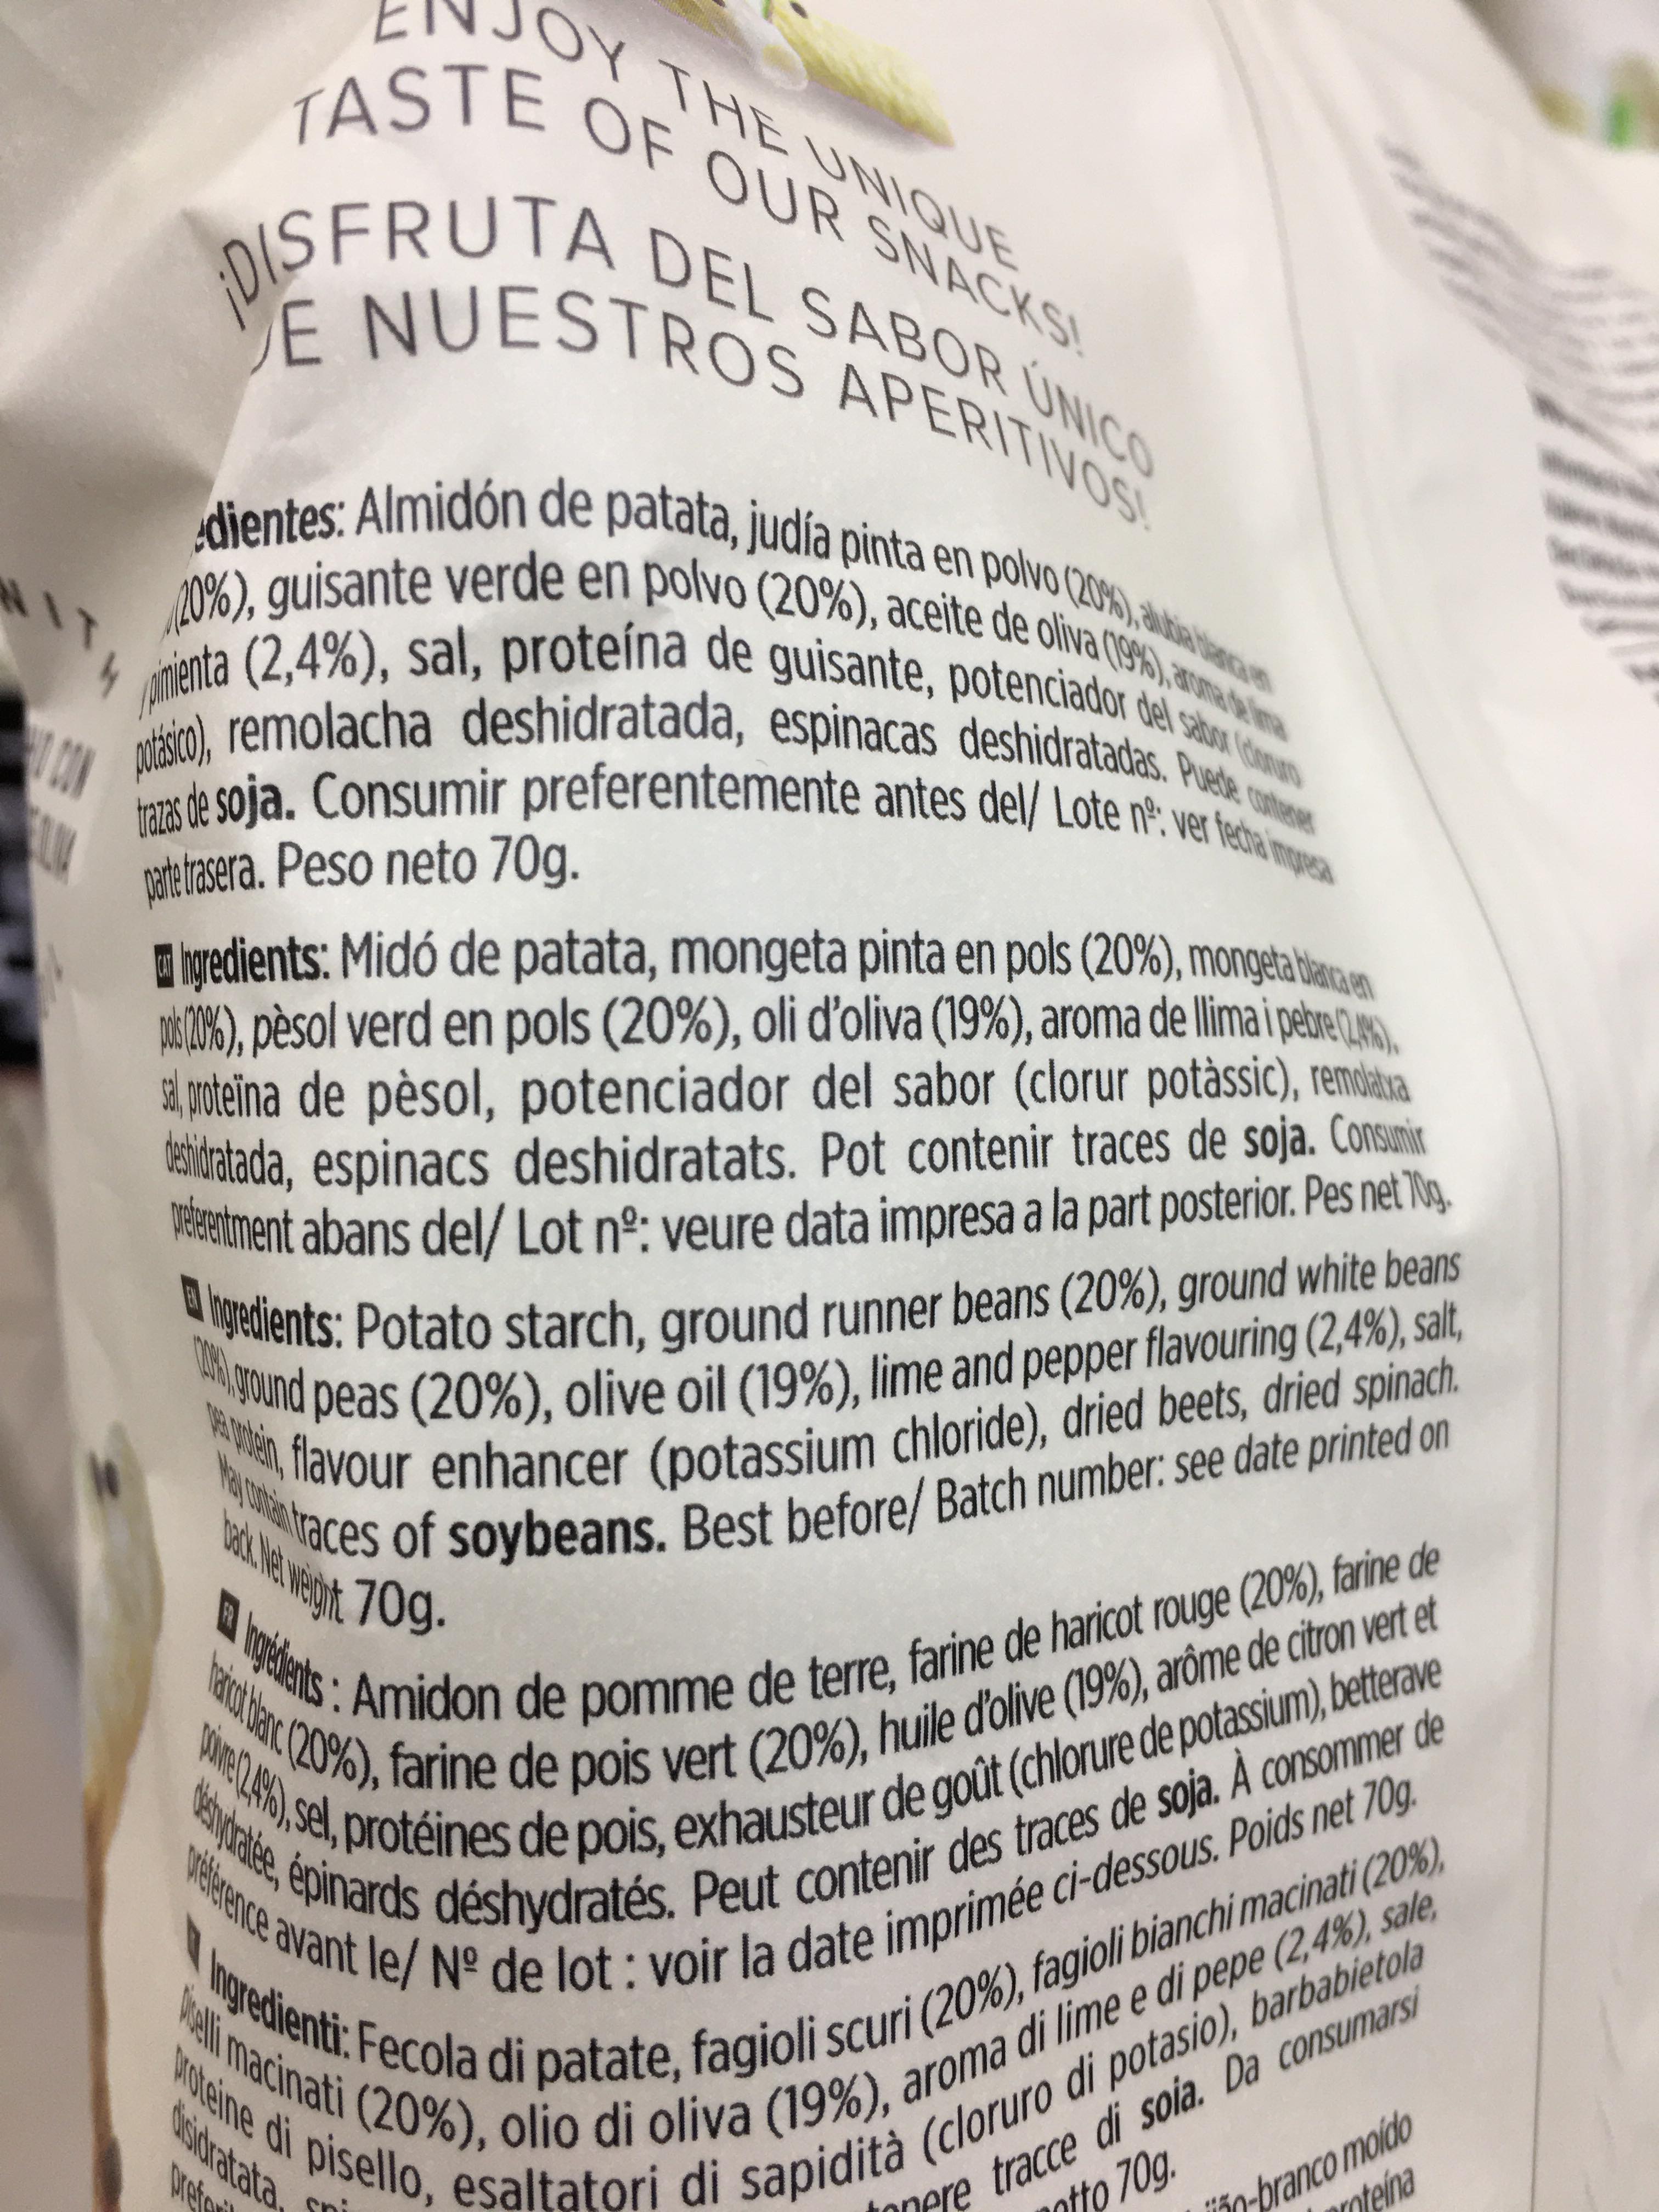 ENJOY THE UNIQUE
TASTE OF OUR SNACKS!
¡DISFRUTA DEL SABOR ÚNICO
DE NUESTROS APERITIVOS!
edientes: Almidón de patata, judía pinta en polvo (20%), alubia blanca en
(20%), guisante verde en polvo (20%), aceite de oliva (19%), aroma de lima
y pimienta (2,4%), sal, proteína de guisante, potenciador del sabor (cloruro
potásico), remolacha deshidratada, espinacas deshidratadas. Puede contener
trazas de soja. Consumir preferentemente antes del/ Lote nº: ver fecha impresa
parte trasera. Peso neto 70g.
Ingredients: Midó de patata, mongeta pinta en pols (20%), mongeta blanca en
pols (20%), pèsol verd en pols (20%), oli d'oliva (19%), aroma de llima i pebre (2,4%),
sal, proteïna de pèsol, potenciador del sabor (clorur potàssic), remolatxa
deshidratada, espinacs deshidratats. Pot contenir traces de soja. Consumir
preferentment abans del/ Lot nº: veure data impresa a la part posterior. Pes net 70g.
EN Ingredients: Potato starch, ground runner beans (20%), ground white beans
(20%), ground peas (20%), olive oil (19%), lime and pepper flavouring (2,4%), salt,
pea protein, flavour enhancer (potassium chloride), dried beets, dried spinach.
May contain traces of soybeans. Best before/ Batch number: see date printed on
back. Net weight 70g.
FR Ingrédients : Amidon de pomme de terre, farine de haricot rouge (20%), farine de
haricot blanc (20%), farine de pois vert (20%), huile d'olive (19%), arôme de citron vert et
poivre (2,4%), sel, protéines de pois, exhausteur de goût (chlorure de potassium), betterave
déshydratée, épinards déshydratés. Peut contenir des traces de soja. À consommer de
préférence avant le/ Nº de lot : voir la date imprimée ci-dessous. Poids net 70g.
Ingredienti: Fecola di patate, fagioli scuri (20%), fagioli bianchi macinati (20%),
piselli macinati (20%), olio di oliva (19%), aroma di lime e di pepe (2,4%), sale,
proteine di pisello, esaltatori di sapidità (cloruro di potasio), barbabietola
disidratata, tracce di soia. Da consumarsi
70g.
branco moído
proteína